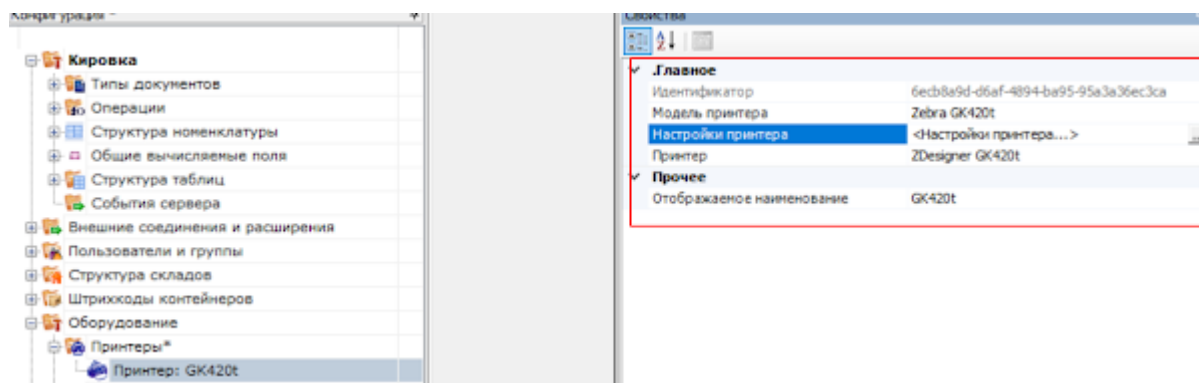 Конфигурация
Кировка
Типы документов
Операции
Структура номенклатуры
Общие вычисляемые поля
Структура таблиц
События сервера
Внешние соединения и расширения
Пользователи и группы
Структура складов
Штрихкоды контейнеров
Оборудование
Принтеры*
Принтер: GK420t
Свойства
.Главное
Идентификатор 6ecb8a9d-d6af-4894-ba95-95a3a36ec3ca
Модель принтера Zebra GK420t
Настройки принтера <Настройки принтера...> ...
Принтер ZDesigner GK420t
Прочее
Отображаемое наименование GK420t